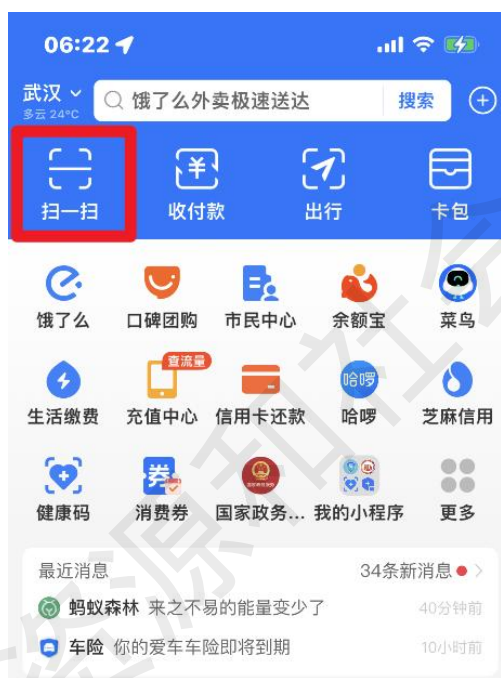 06:22
武汉 饿了么外卖极速送达 搜索
多云 24°C
扫一扫 收付款 出行 卡包
饿了么 口碑团购 市民中心 余额宝 菜鸟
查流量
哈啰
生活缴费 充值中心 信用卡还款 哈啰 芝麻信用
券
健康码 消费券 国家政务... 我的小程序 更多
最近消息 34条新消息
蚂蚁森林 来之不易的能量变少了 40分钟前
车险 你的爱车车险即将到期 10小时前
资源和社会